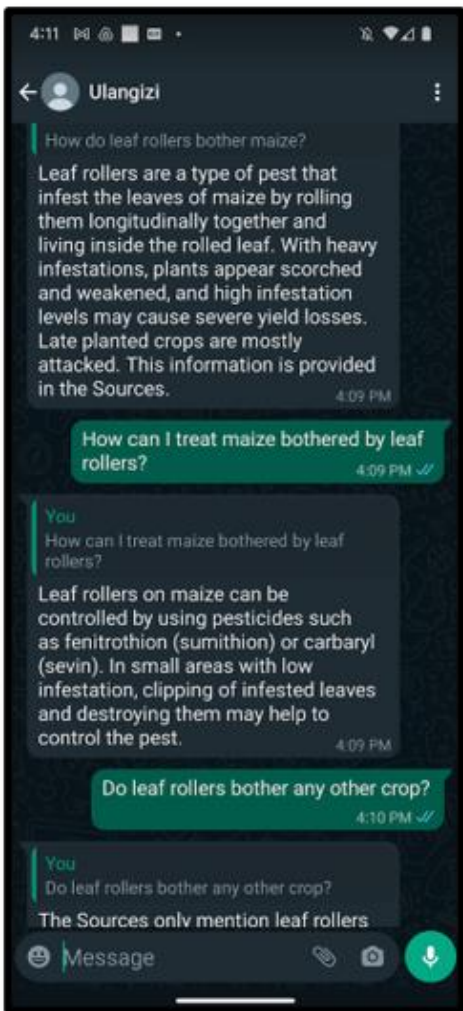 4:11
Ulangizi
How do leaf rollers bother maize?
Leaf rollers are a type of pest that
infest the leaves of maize by rolling
them longitudinally together and
living inside the rolled leaf. With heavy
infestations, plants appear scorched
and weakened, and high infestation
levels may cause severe yield losses.
Late planted crops are mostly
attacked. This information is provided
in the Sources.
4:09 PM
How can I treat maize bothered by leaf
rollers?
4:09 PM
You
How can I treat maize bothered by leaf
rollers?
Leaf rollers on maize can be
controlled by using pesticides such
as fenitrothion (sumithion) or carbaryl
(sevin). In small areas with low
infestation, clipping of infested leaves
and destroying them may help to
control the pest.
4:09 PM
Do leaf rollers bother any other crop?
4:10 PM
You
Do leaf rollers bother any other crop?
The Sources only mention leaf rollers
Message